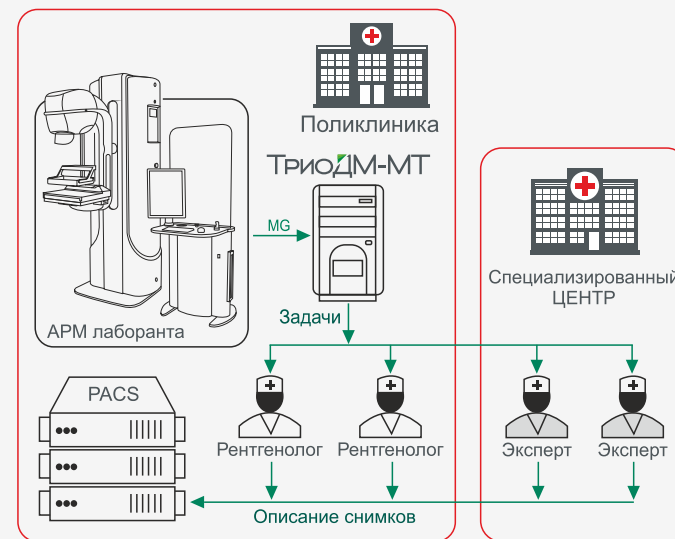 Поликлиника
ТриоДМ-МТ
MG
АРМ лаборанта
Специализированный
ЦЕНТР
Задачи
PACS
Рентгенолог
Рентгенолог
Эксперт
Эксперт
Описание снимков